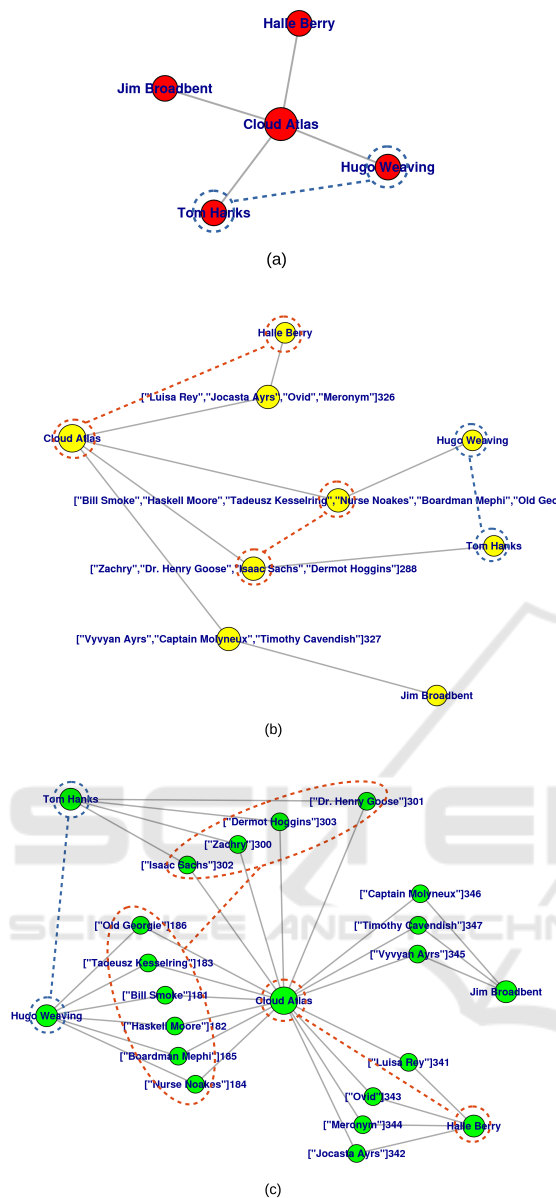 Halle Berry
Jim Broadbent
Cloud Atlas
Hugo Weaving
Tom Hanks
(a)
Halle Berry
["Luisa Rey","Jocasta Ayrs","Ovid","Meronym"]326
Cloud Atlas
Hugo Weaving
["Bill Smoke","Haskell Moore","Tadeusz Kesselring","Nurse Noakes","Boardman Mephi","Old Geo
Tom Hanks
["Zachry","Dr. Henry Goose","Isaac Sachs","Dermot Hoggins"]288
["Vyvyan Ayrs","Captain Molyneux","Timothy Cavendish"]327
Jim Broadbent
(b)
Tom Hanks
["Dr. Henry Goose"]301
["Dermot Hoggins"]303
["Zachry"]300
["Isaac Sachs"]302
["Captain Molyneux"]346
["Old Georgie"]186
["Timothy Cavendish"]347
["Vyvyan Ayrs"]345
["Tadeusz Kesselring"]183
Jim Broadbent
["Bill Smoke"]181
Cloud Atlas
Hugo Weaving
["Haskell Moore"]182
["Boardman Mephi"]185
["Luisa Rey"]341
["Nurse Noakes"]184
["Ovid"]343
["Meronym"]344
Halle Berry
["Jocasta Ayrs"]342
(c)